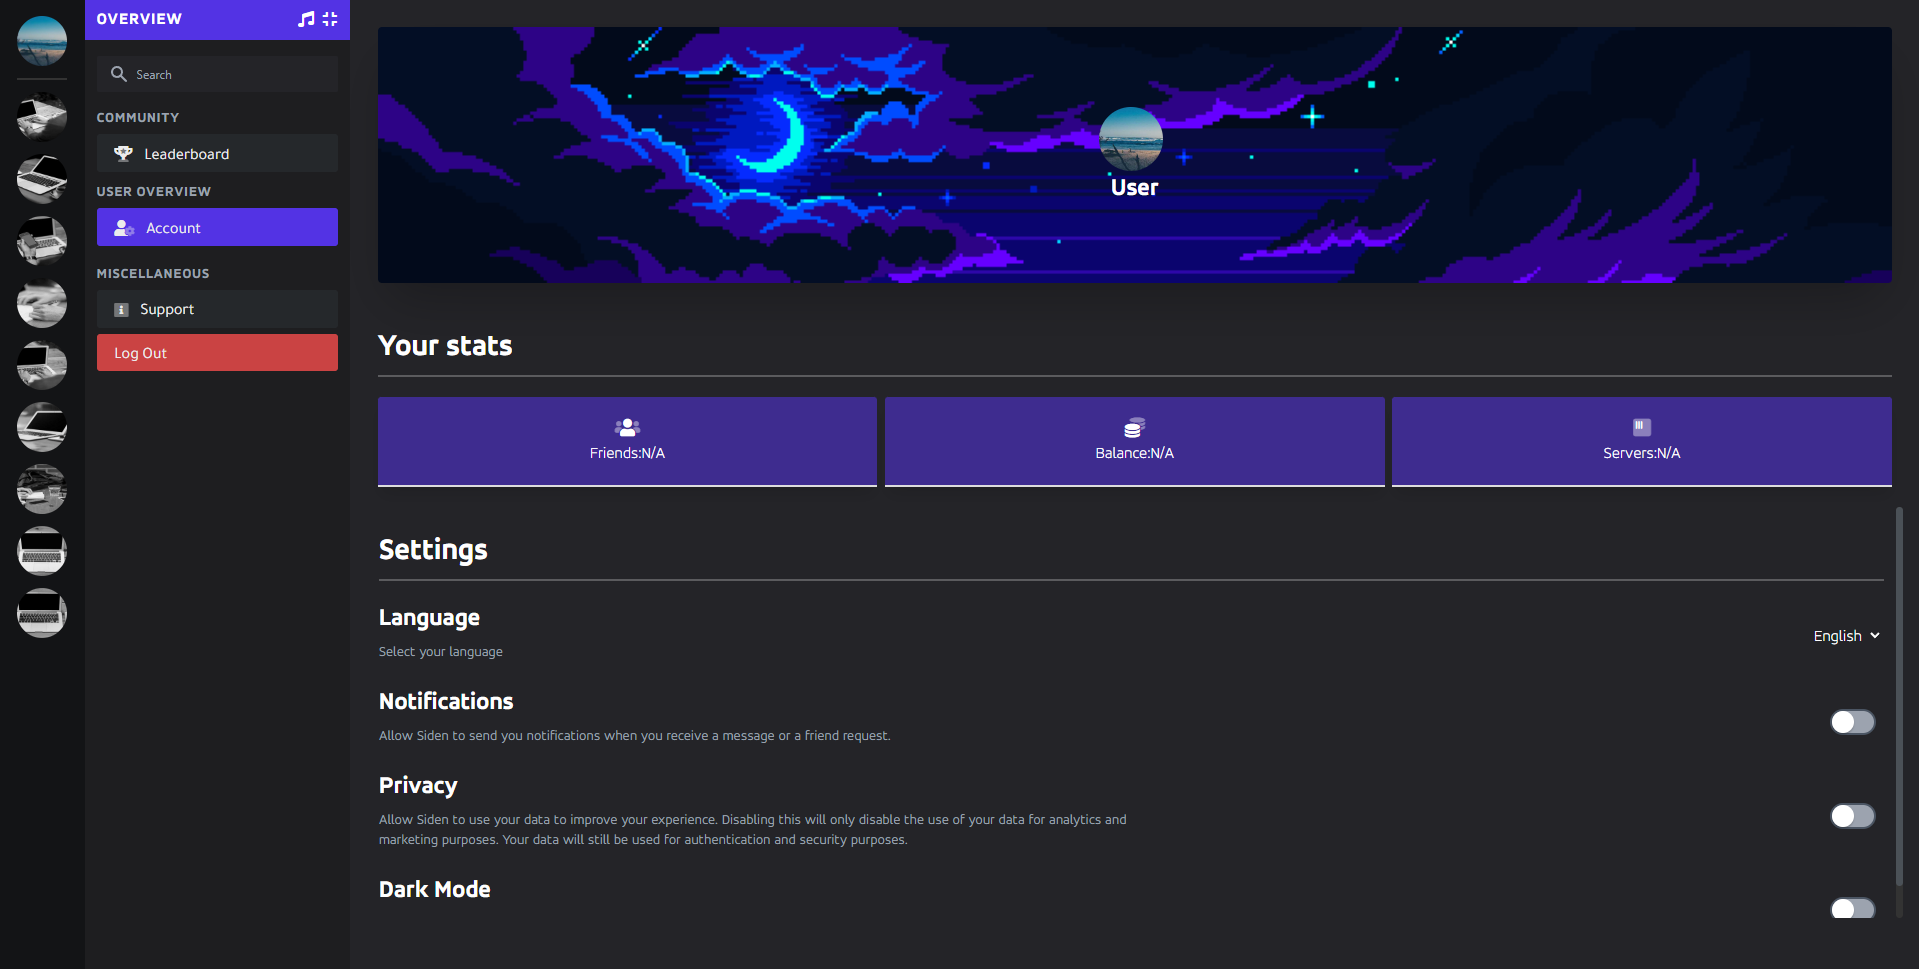 OVERVIEW
Search
COMMUNITY
Leaderboard
USER OVERVIEW
Account
MISCELLANEOUS
Support
Log Out
User
Your stats
Friends:N/A
Balance:N/A
Servers:N/A
Settings
Language
Select your language
English
Notifications
Allow Siden to send you notifications when you receive a message or a friend request.
Privacy
Allow Siden to use your data to improve your experience. Disabling this will only disable the use of your data for analytics and
marketing purposes. Your data will still be used for authentication and security purposes.
Dark Mode